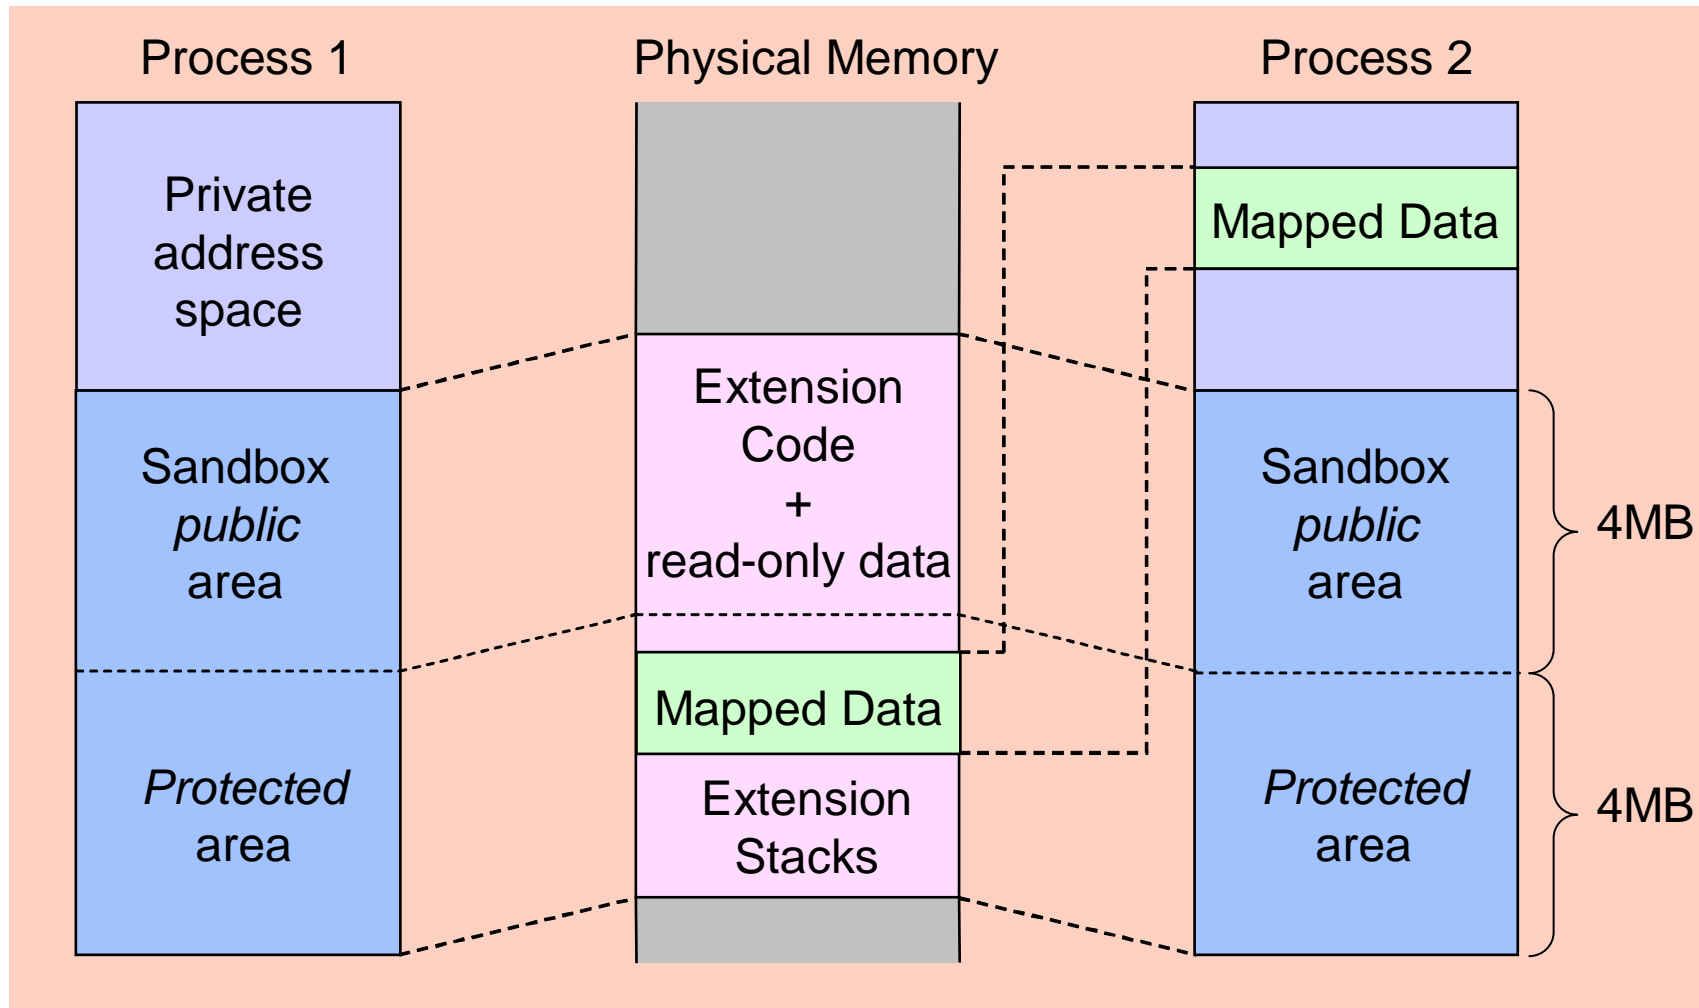 Process 1
Physical Memory
Process 2
Private
address
space
Sandbox
public
area
Protected
area
Extension
Code
+
read-only data
Mapped Data
Extension
Stacks
Mapped Data
Sandbox
public
area
Protected
area
4MB
4MB